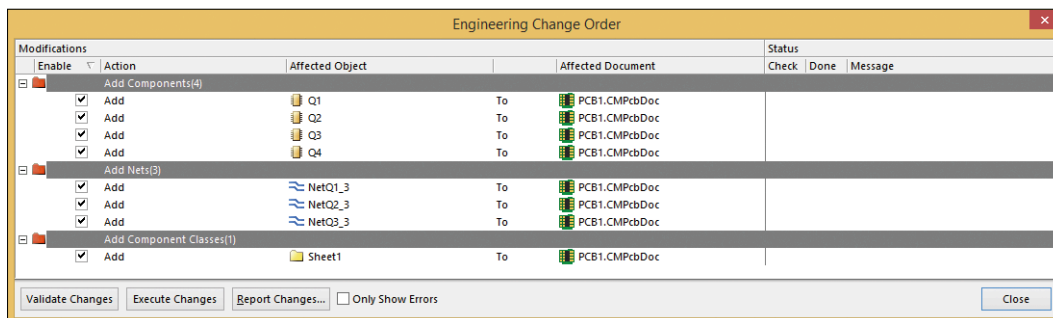 Engineering Change Order
Modifications Status
Enable Action Affected Object Affected Document Check Done Message
Add Components(4)
Add Q1 To PCB1.CMPcbDoc
Add Q2 To PCB1.CMPcbDoc
Add Q3 To PCB1.CMPcbDoc
Add Q4 To PCB1.CMPcbDoc
Add Nets(3)
Add NetQ1_3 To PCB1.CMPcbDoc
Add NetQ2_3 To PCB1.CMPcbDoc
Add NetQ3_3 To PCB1.CMPcbDoc
Add Component Classes(1)
Add Sheet1 To PCB1.CMPcbDoc
Validate Changes Execute Changes Report Changes... Only Show Errors Close